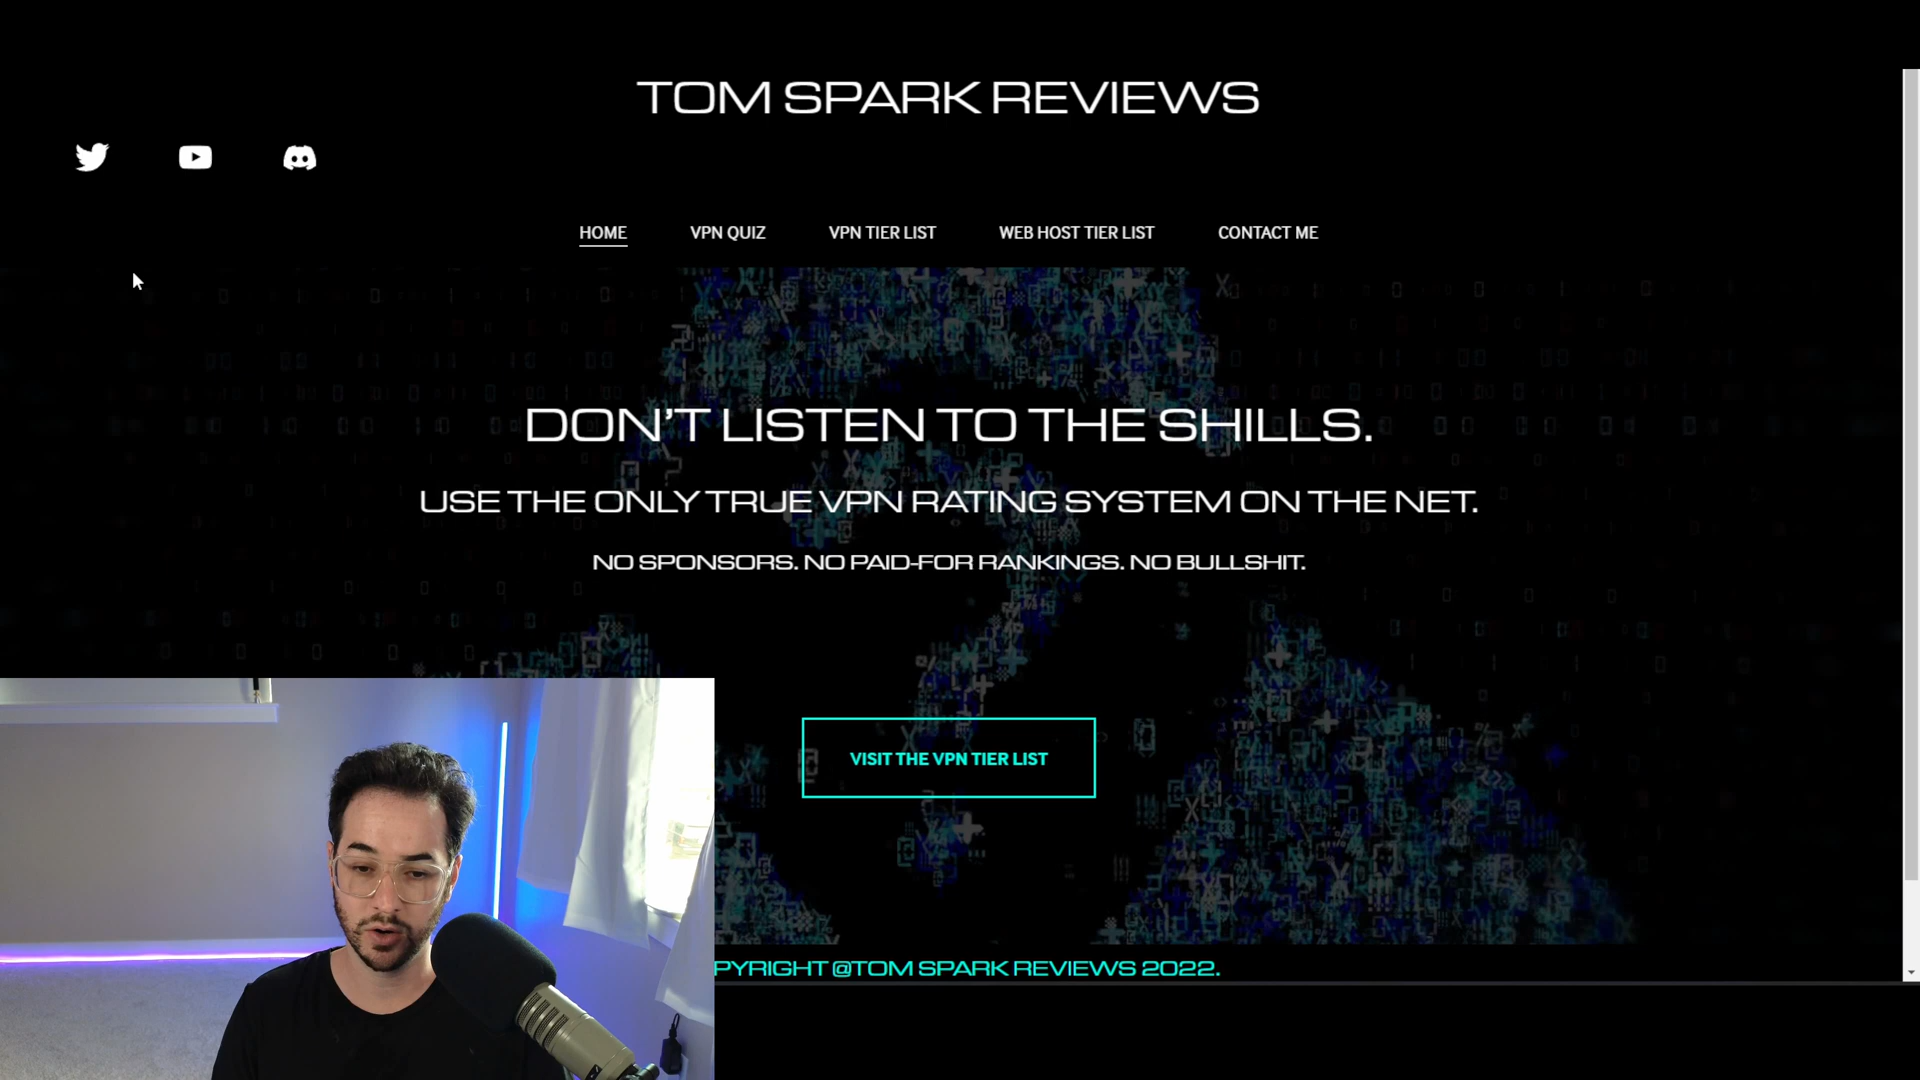 TOM SPARK REVIEWS
HOME VPN QUIZ VPN TIER LIST WEB HOST TIER LIST CONTACT ME
DON'T LISTEN TO THE SHILLS.
USE THE ONLY TRUE VPN RATING SYSTEM ON THE NET.
NO SPONSORS. NO PAID-FOR RANKINGS. NO BULLSHIT.
VISIT THE VPN TIER LIST
PYRIGHT @TOM SPARK REVIEWS 2022.